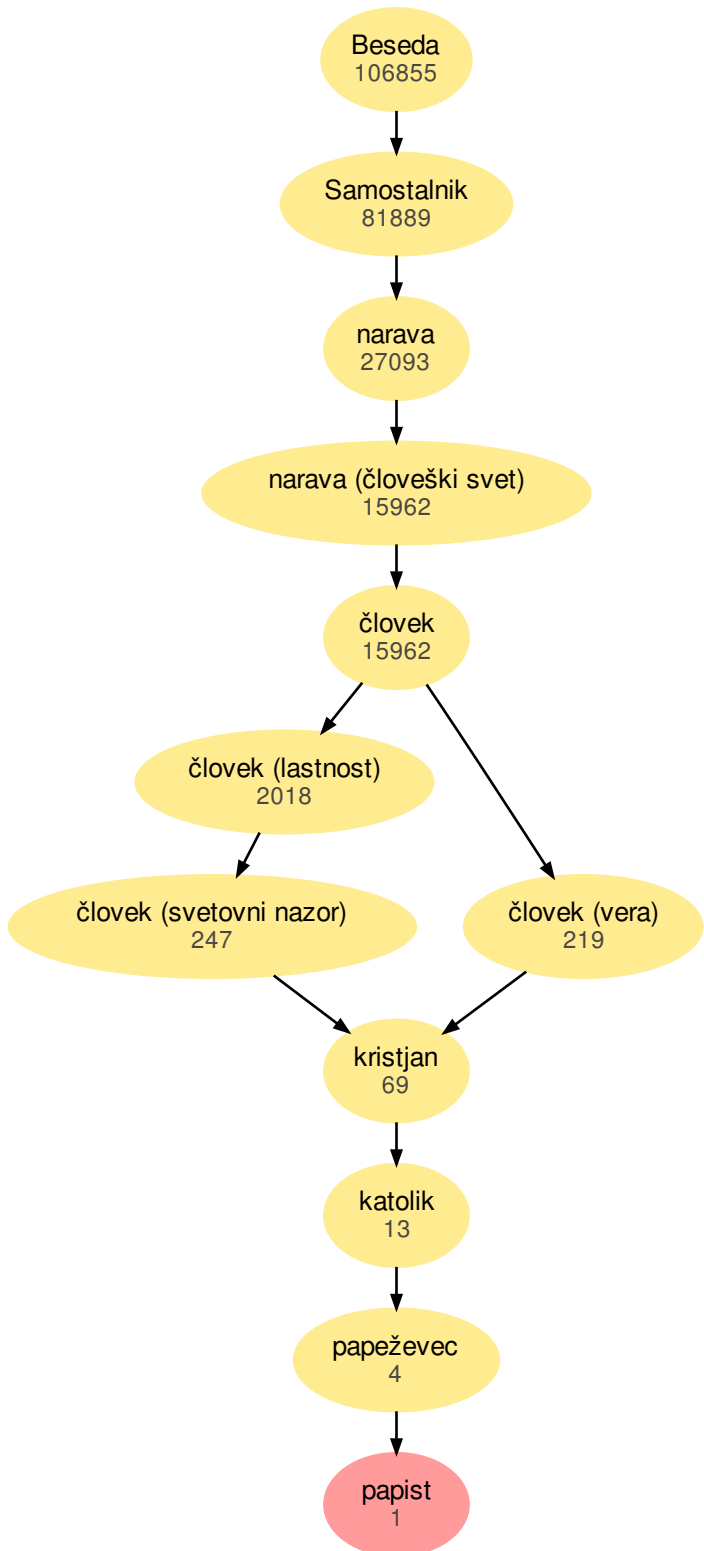 Beseda
106855
Samostalnik
81889
narava
27093
narava (človeški svet)
15962
človek
15962
človek (lastnost)
2018
človek (svetovni nazor)
247
človek (vera)
219
kristjan
69
katolik
13
papeževec
4
papist
1